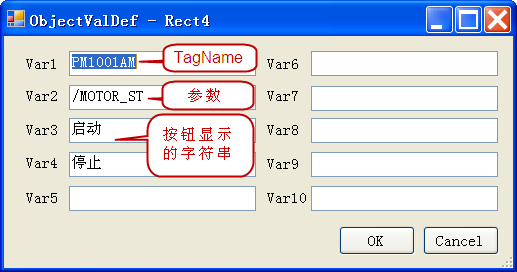 ObjectValDef - Rect4
Var1 PM1001AM TagName Var6
Var2 /MOTOR_ST 参数 Var7
Var3 启动 按钮显示 Var8
的字符串
Var4 停止 Var9
Var5 Var10
OK Cancel